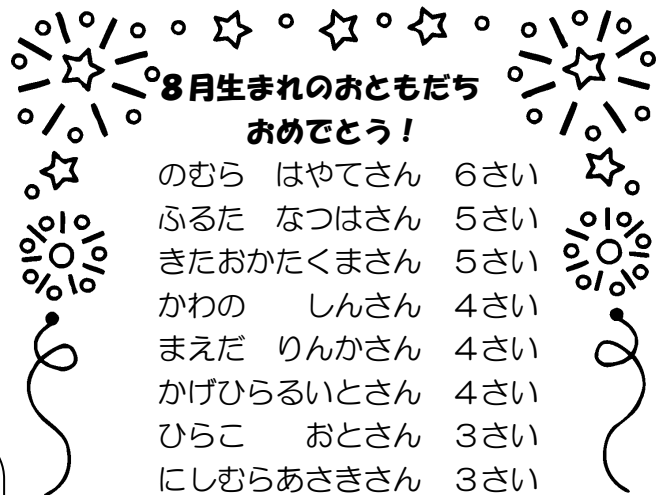 8月生まれのおともだち
おめでとう！
のむら　はやてさん　６さい
ふるた　なつはさん　５さい
きたおかたくまさん　５さい
かわの　　しんさん　４さい
まえだ　りんかさん　４さい
かげひらるいとさん　４さい
ひらこ　　おとさん　３さい
にしむらあさきさん　３さい